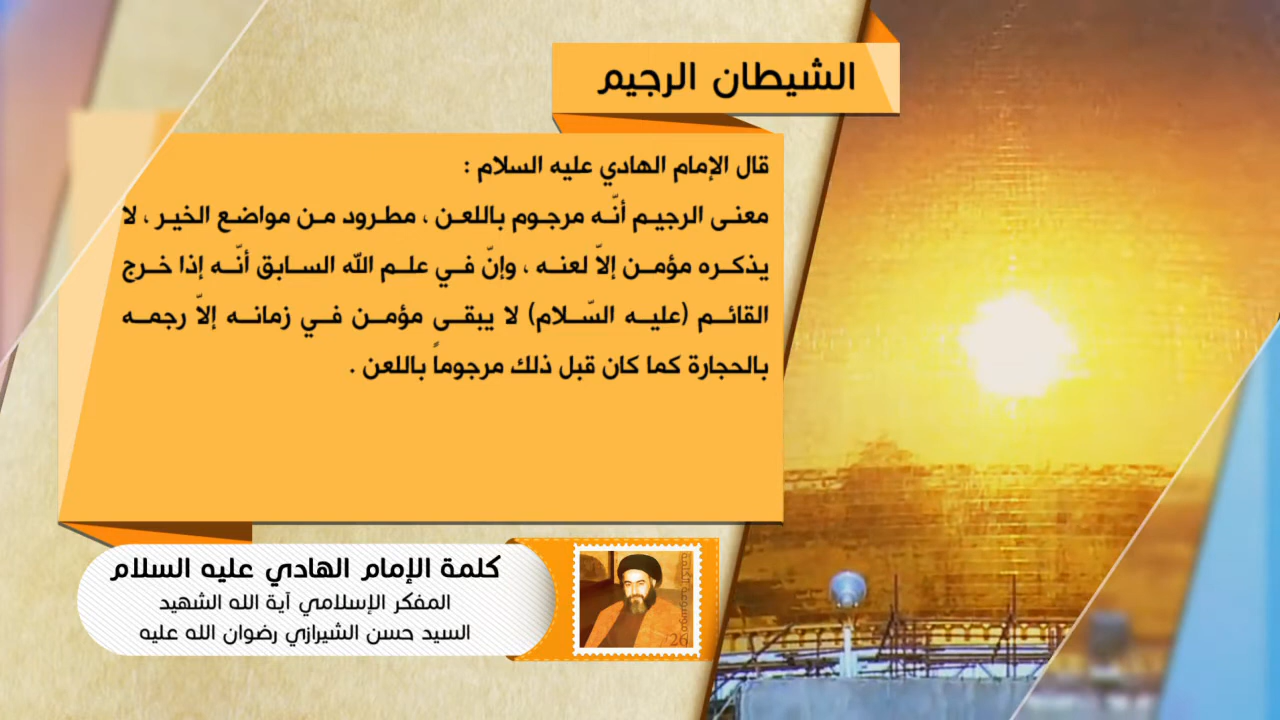 الشيطان الرجيم
قال الإمام الهادي عليه السلام :
معنى الرجيم أنّه مرجوم باللعن ، مطرود من مواضع الخير ، لا
يذكره مؤمن إلاّ لعنه ، وإنّ في علم الله السابق أنّه إذا خرج
القائم (عليه السّلام) لا يبقى مؤمن في زمانه إلاّ رجمه
بالحجارة كما كان قبل ذلك مرجوماً باللعن .
كلمة الإمام الهادي عليه السلام
المفكر الإسلامي آية الله الشهيد
السيد حسن الشيرازي رضوان الله عليه